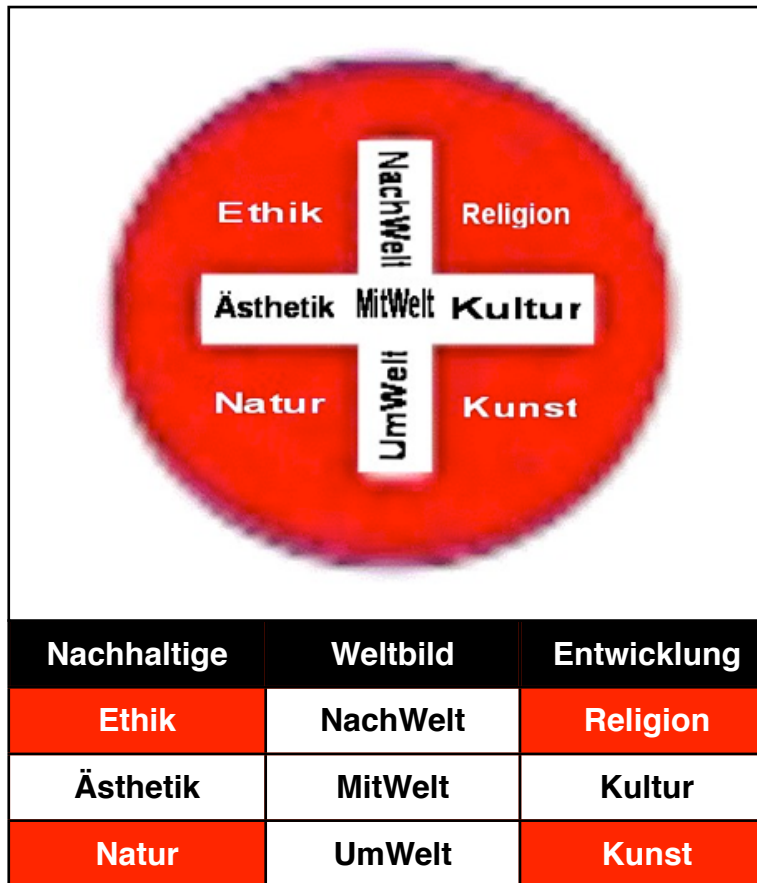 NachWelt
Ethik Religion
Ästhetik MitWelt Kultur
Natur UmWelt Kunst
Nachhaltige Weltbild Entwicklung
Ethik NachWelt Religion
Ästhetik MitWelt Kultur
Natur UmWelt Kunst